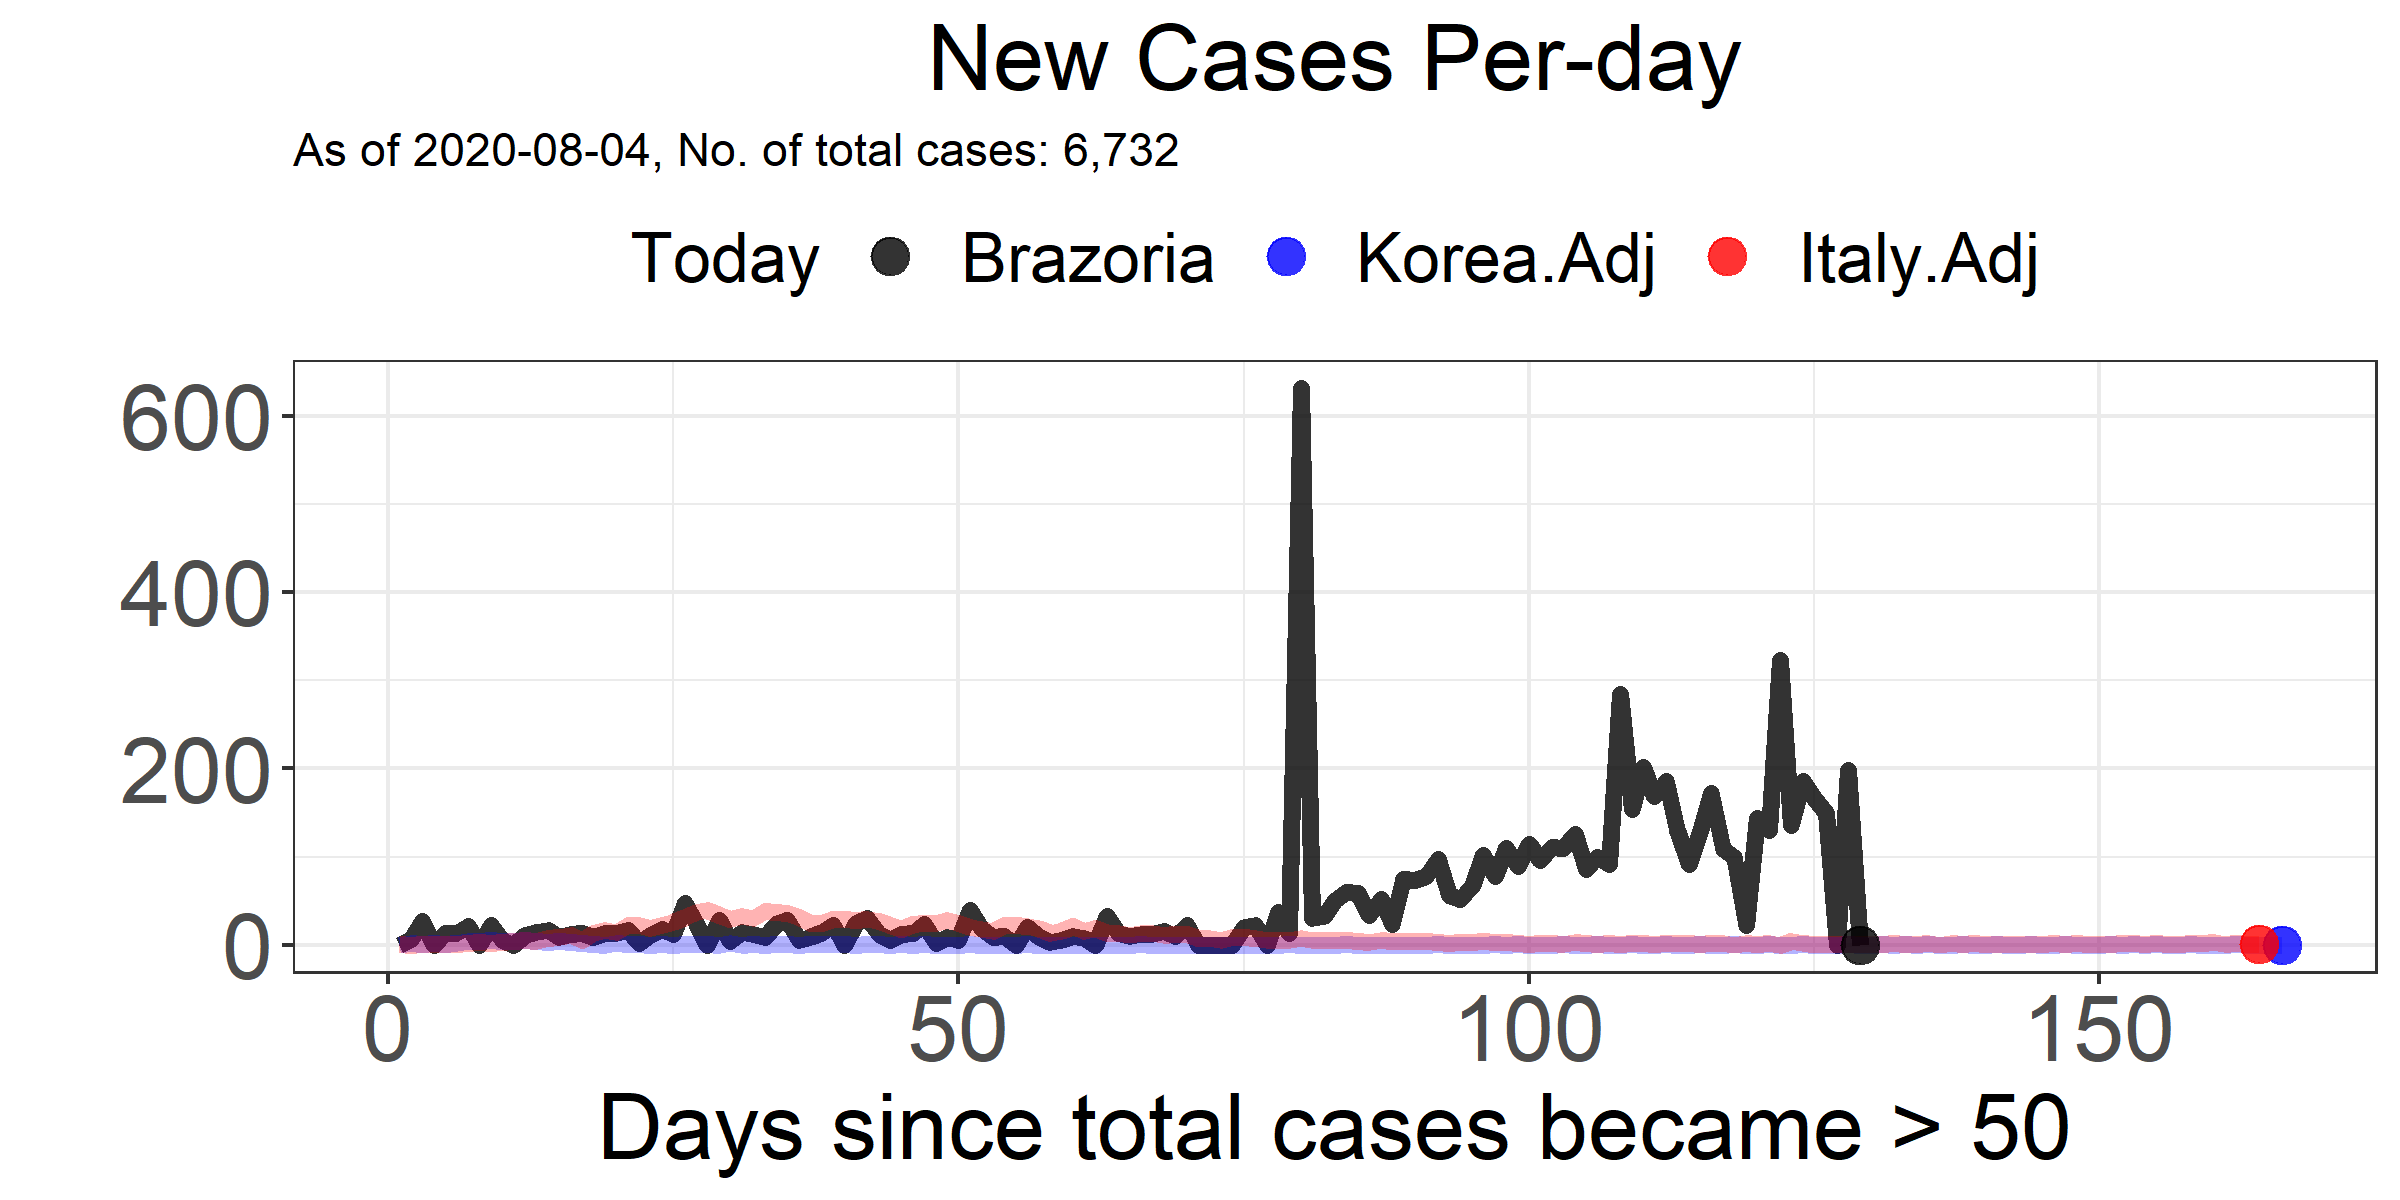 New Cases Per-day
As of 2020-08-04, No. of total cases: 6,732
Today Brazoria Korea.Adj Italy.Adj
600
400
200
0
0 50 100 150
Days since total cases became > 50